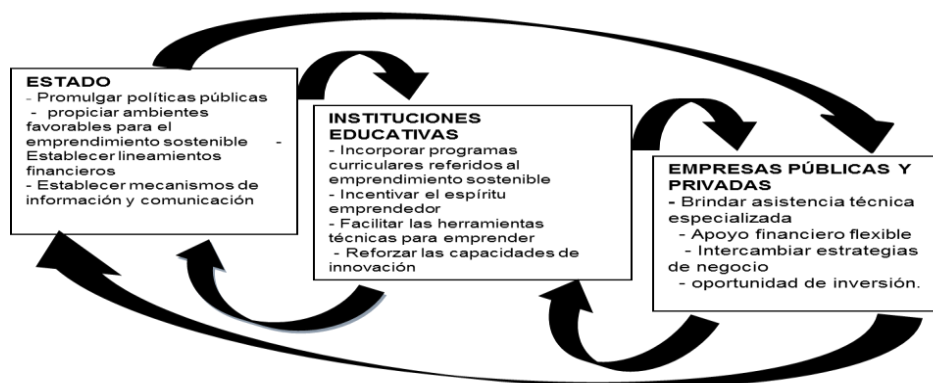 ESTADO
- Promulgar políticas públicas
- propiciar ambientes
favorables para el
emprendimiento sostenible -
Establecer lineamientos
financieros
- Establecer mecanismos de
información y comunicación
INSTITUCIONES
EDUCATIVAS
- Incorporar programas
curriculares referidos al
emprendimiento sostenible
- Incentivar el espíritu
emprendedor
- Facilitar las herramientas
técnicas para emprender
- Reforzar las capacidades de
innovación
EMPRESAS PÚBLICAS Y
PRIVADAS
- Brindar asistencia técnica
especializada
- Apoyo financiero flexible
- Intercambiar estrategias
de negocio
- oportunidad de inversión.